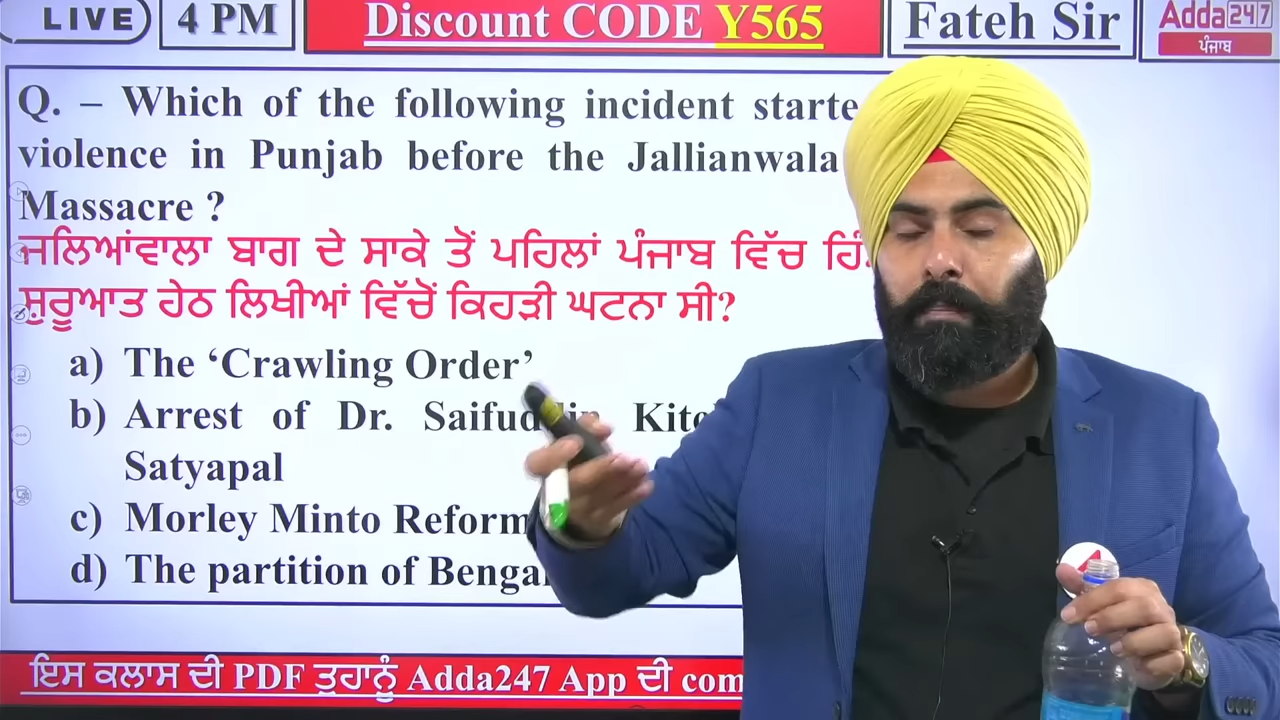 LIVE
4 PM
Discount CODE Y565
Fateh Sir
Adda247
ਪੰਜਾਬ
Q. – Which of the following incident starte
violence in Punjab before the Jallianwala
Massacre ?
ਜਲਿਆਂਵਾਲਾ ਬਾਗ ਦੇ ਸਾਕੇ ਤੋਂ ਪਹਿਲਾਂ ਪੰਜਾਬ ਵਿੱਚ
ਸ਼ੁਰੂਆਤ ਹੇਠ ਲਿਖੀਆਂ ਵਿੱਚੋਂ ਕਿਹੜੀ ਘਟਨਾ ਸੀ?
a) The ‘Crawling Order’
b) Arrest of Dr.
Satyapal
c) Morley Minto Reform
d) The partition of Benga
ਇਸ ਕਲਾਸ ਦੀ PDF ਤੁਹਾਨੂੰ Adda247 App ਦੀ com